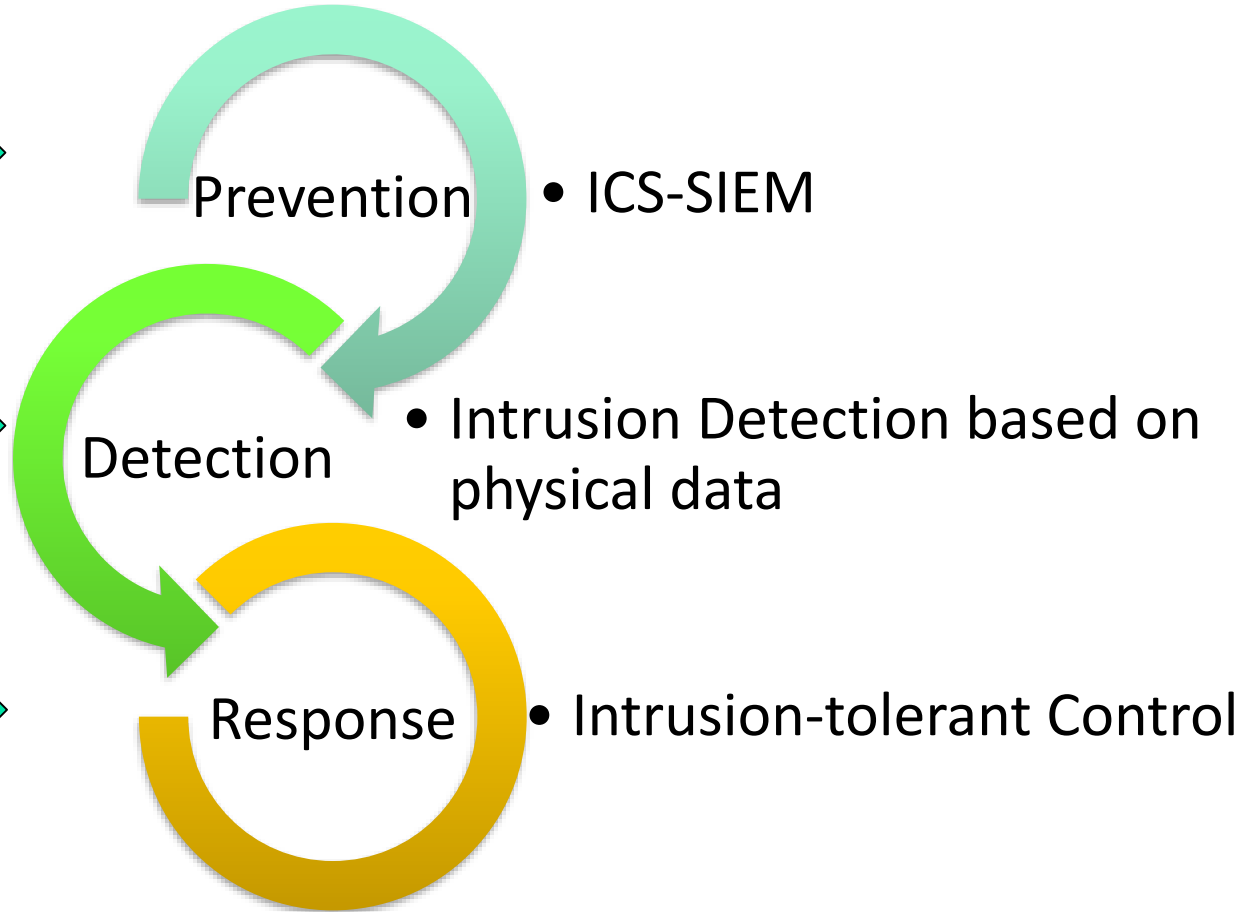 Prevention
• ICS-SIEM
Detection
• Intrusion Detection based on
physical data
Response
• Intrusion-tolerant Control